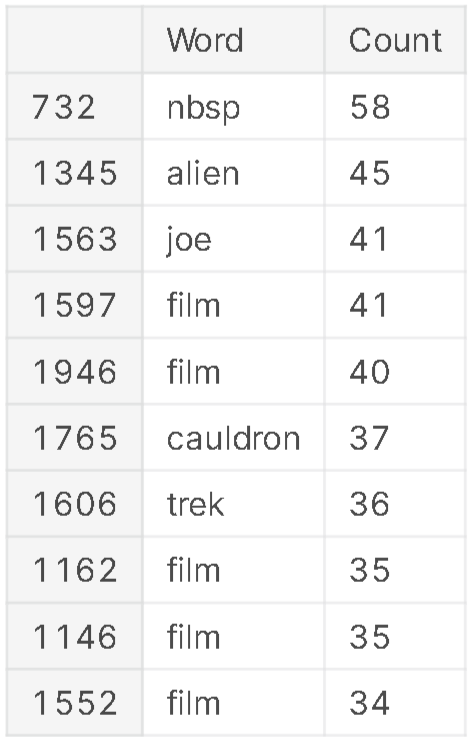 Word Count
732 nbsp 58
1345 alien 45
1563 joe 41
1597 film 41
1946 film 40
1765 cauldron 37
1606 trek 36
1162 film 35
1146 film 35
1552 film 34